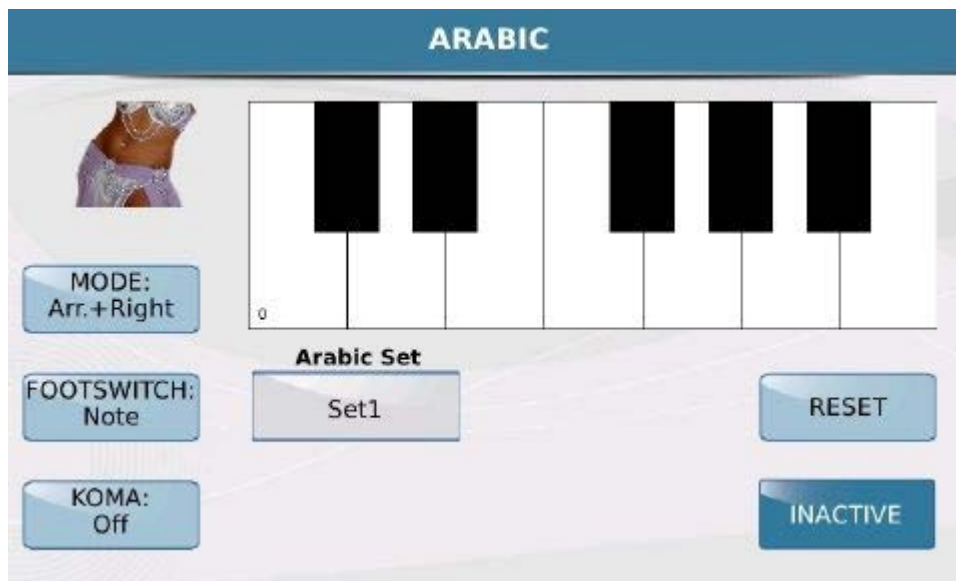 ARABIC
MODE:
Arr.+Right
0
Arabic Set
FOOTSWITCH:
Note
Set1
RESET
KOMA:
Off
INACTIVE